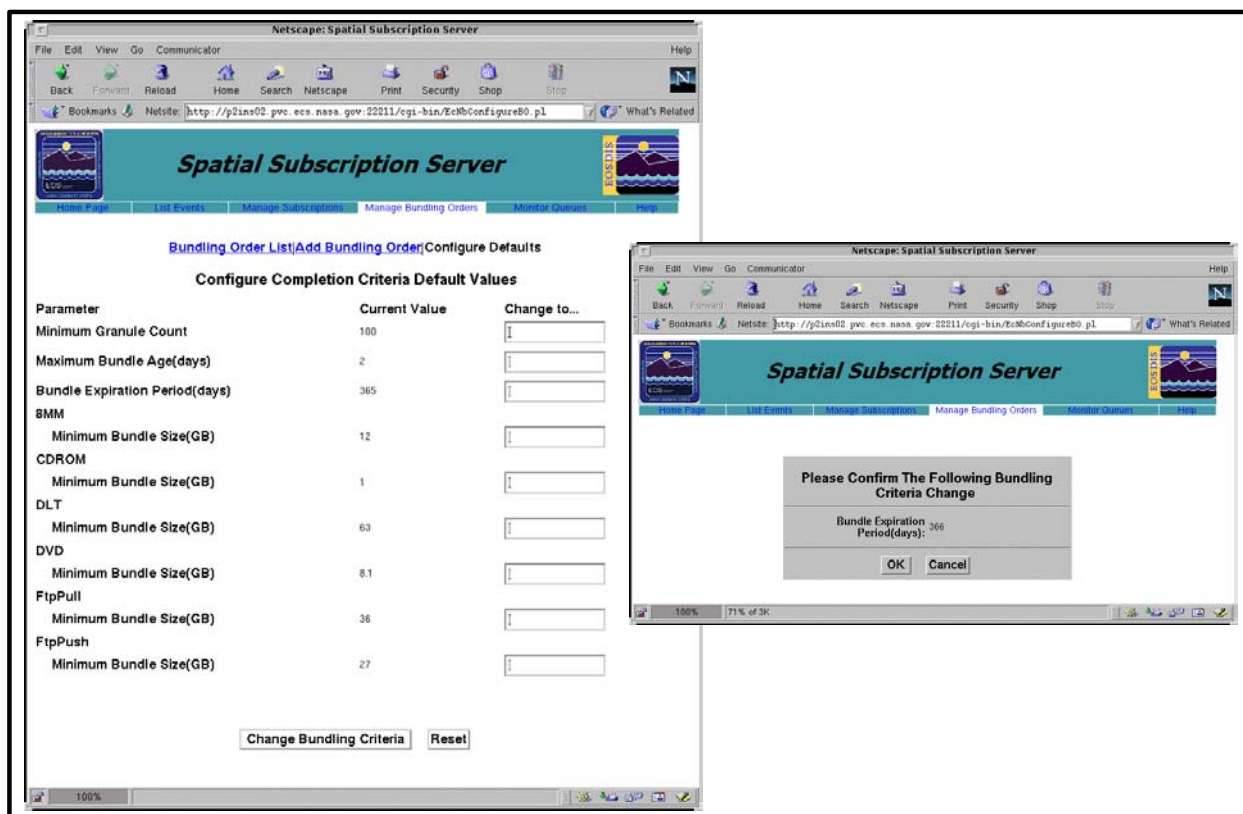 Netscape: Spatial Subscription Server
File Edit View Go Communicator Help
Back Forward Reload Home Search Netscape Print Security Shop Stop
N
Bookmarks Netsite: http://p2ins02.pvc.ecs.nasa.gov:22211/cgi-bin/EcNbConfigureBO.pl What's Related
Spatial Subscription Server
EOSDIS
Home Page List Events Manage Subscriptions Manage Bundling Orders Monitor Queues Help
Bundling Order List|Add Bundling Order|Configure Defaults
Configure Completion Criteria Default Values
Parameter Current Value Change to...
Minimum Granule Count 100
Maximum Bundle Age(days) 2
Bundle Expiration Period(days) 365
8MM
Minimum Bundle Size(GB) 12
CDROM
Minimum Bundle Size(GB) 1
DLT
Minimum Bundle Size(GB) 63
DVD
Minimum Bundle Size(GB) 8.1
FtpPull
Minimum Bundle Size(GB) 36
FtpPush
Minimum Bundle Size(GB) 27
Change Bundling Criteria Reset
100%
Netscape: Spatial Subscription Server
File Edit View Go Communicator Help
Back Forward Reload Home Search Netscape Print Security Shop Stop
N
Bookmarks Netsite: http://p2ins02.pvc.ecs.nasa.gov:22211/cgi-bin/EcNbConfigureBO.pl What's Related
Spatial Subscription Server
EOSDIS
Home Page List Events Manage Subscriptions Manage Bundling Orders Monitor Queues Help
Please Confirm The Following Bundling
Criteria Change
Bundle Expiration
Period(days): 366
OK Cancel
100% 71% of 3K